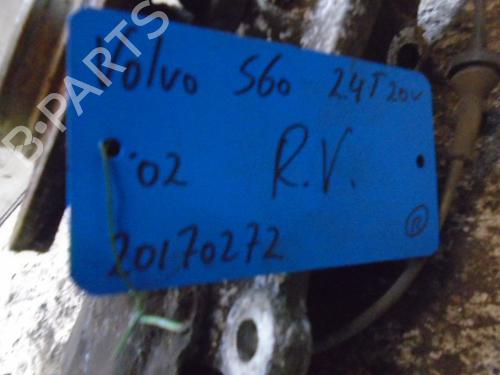 Volvo S60 2.4T 20V
'02 R.V.
20170272 R
B-PARTS